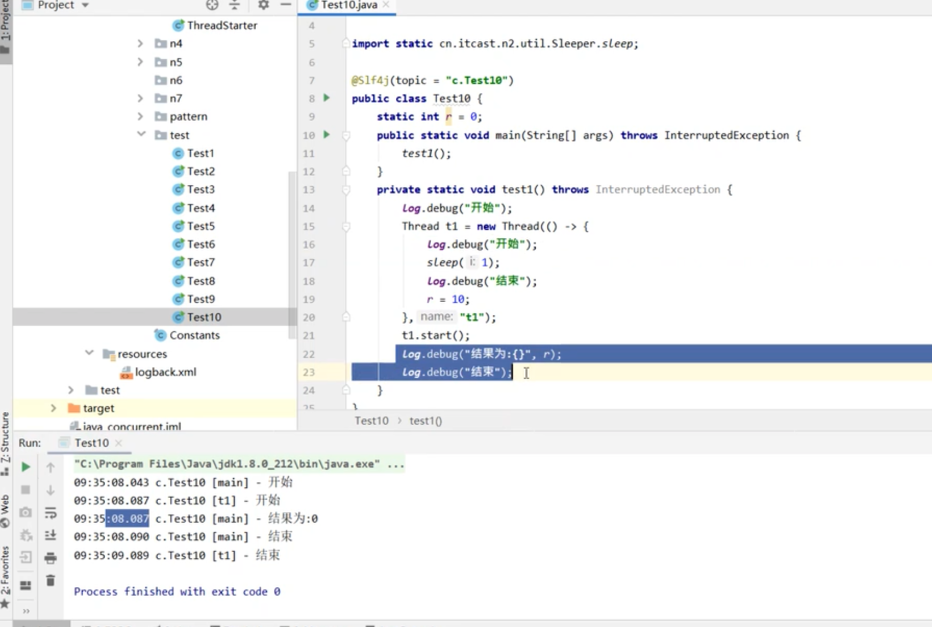 Project
Test10.java
1: Project
ThreadStarter
n4
n5
n6
n7
pattern
test
Test1
Test2
Test3
Test4
Test5
Test6
Test7
Test8
Test9
Test10
Constants
resources
logback.xml
test
target
java_concurrent.iml
4
5 import static cn.itcast.n2.util.Sleeper.sleep;
6
7 @Slf4j(topic = "c.Test10")
8 public class Test10 {
9 static int r = 0;
10 public static void main(String[] args) throws InterruptedException {
11 test1();
12 }
13 private static void test1() throws InterruptedException {
14 log.debug("开始");
15 Thread t1 = new Thread(() -> {
16 log.debug("开始");
17 sleep( i: 1);
18 log.debug("结束");
19 r = 10;
20 }, name: "t1");
21 t1.start();
22 log.debug("结果为:{}", r);
23 log.debug("结束");
24 }
25 }
Test10 › test1()
Z: Structure
Web
2: Favorites
Run: Test10
"C:\Program Files\Java\jdk1.8.0_212\bin\java.exe" ...
09:35:08.043 c.Test10 [main] - 开始
09:35:08.087 c.Test10 [t1] - 开始
09:35:08.087 c.Test10 [main] - 结果为:0
09:35:08.090 c.Test10 [main] - 结束
09:35:09.089 c.Test10 [t1] - 结束
Process finished with exit code 0